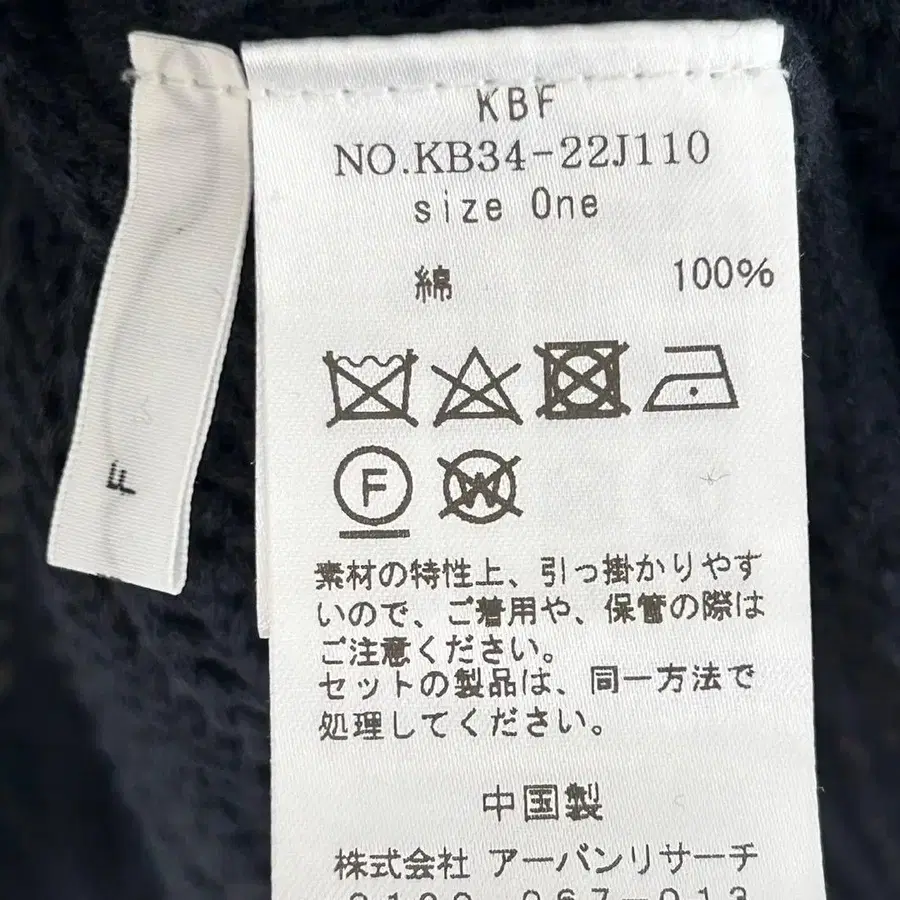 KBF
NO.KB34-22J110
size One
綿 100%
F
W
素材の特性上、引っ掛かりやす
いので、ご着用や、保管の際は
ご注意ください。
セットの製品は、同一方法で
処理してください。
中国製
株式会社 アーバンリサーチ
F